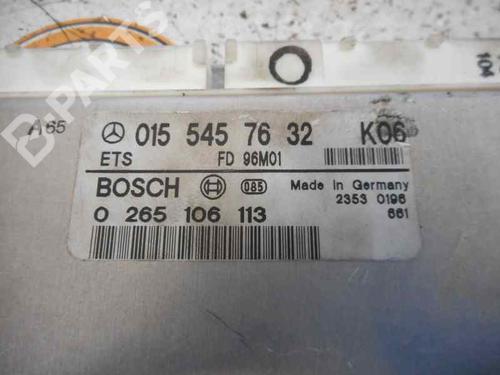 A65
015 545 76 32 K06
ETS FD 96M01
BOSCH 085 Made in Germany
2353 0196
0 265 106 113 661